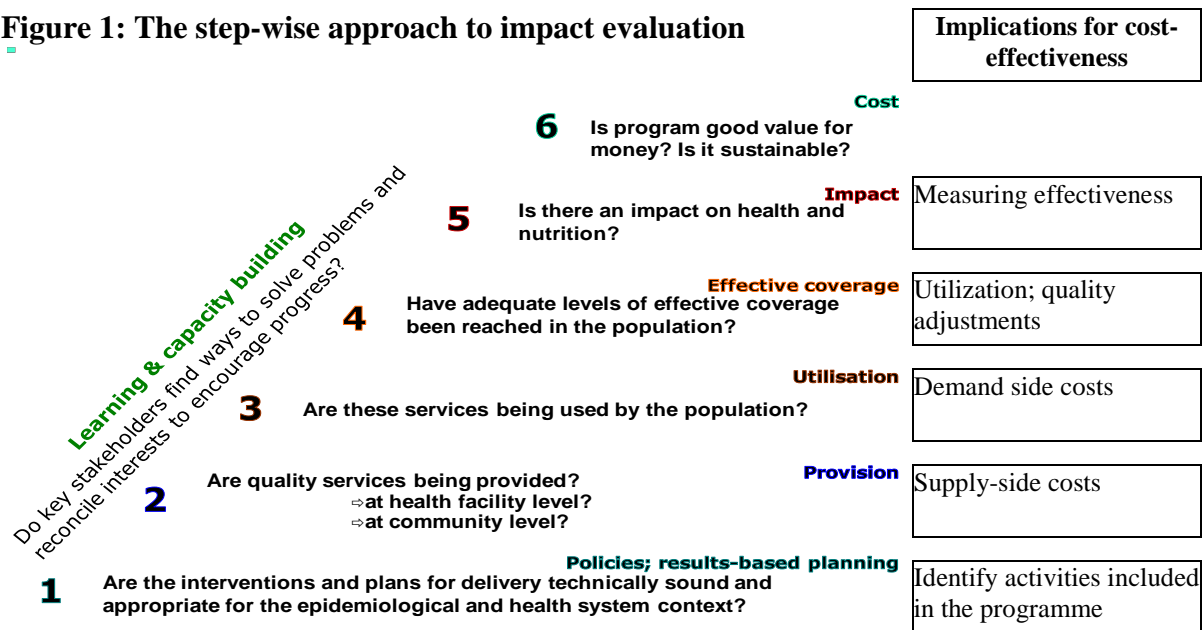 Figure 1: The step-wise approach to impact evaluation
Implications for cost-
effectiveness
Cost
6
Is program good value for
money? Is it sustainable?
Impact
5
Is there an impact on health and
nutrition?
Measuring effectiveness
Effective coverage
4
Have adequate levels of effective coverage
been reached in the population?
Utilization; quality
adjustments
Utilisation
3
Are these services being used by the population?
Demand side costs
Provision
2
Are quality services being provided?
⇨at health facility level?
⇨at community level?
Supply-side costs
Policies; results-based planning
1
Are the interventions and plans for delivery technically sound and
appropriate for the epidemiological and health system context?
Identify activities included
in the programme
Learning & capacity building
Do key stakeholders find ways to solve problems and
reconcile interests to encourage progress?